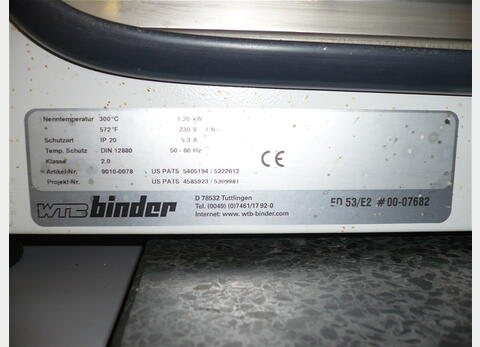 Nenntemperatur 300°C 1,20 kW
572°F 230 V 1 N ~
Schutzart IP 20 5,3 A
Temp. Schutz DIN 12880 50 - 60 Hz
Klasse 2.0
Artikel-Nr. 9010-0078 US PATS 5405194 / 5222612
Projekt-Nr. US PATS 4585923 / 5309981
CE
WTB binder
D 78532 Tuttlingen
Tel. (0049) (0)7461/17 92-0
Internet: www.wtb-binder.com
ED 53/E2 #00-07682